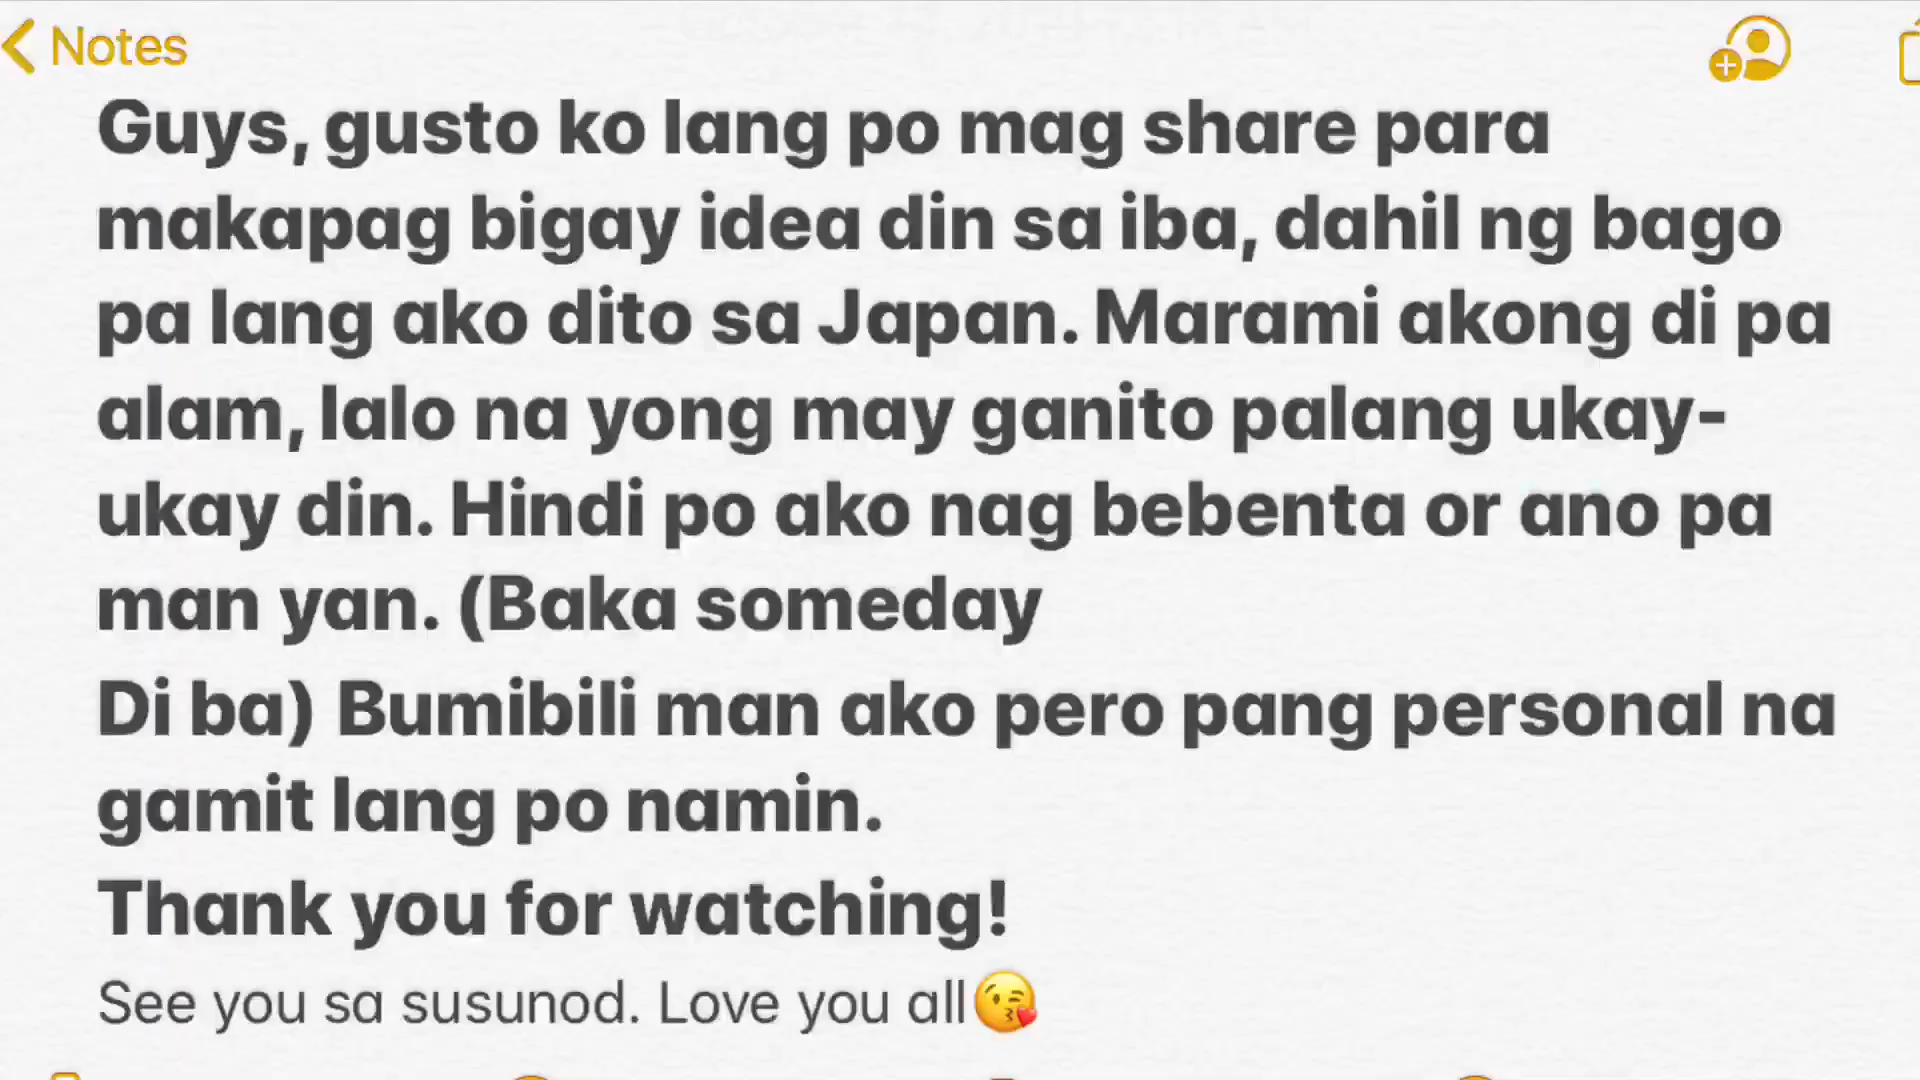 Notes
Guys, gusto ko lang po mag share para
makapag bigay idea din sa iba, dahil ng bago
pa lang ako dito sa Japan. Marami akong di pa
alam, lalo na yong may ganito palang ukay-
ukay din. Hindi po ako nag bebenta or ano pa
man yan. (Baka someday
Di ba) Bumibili man ako pero pang personal na
gamit lang po namin.
Thank you for watching!
See you sa susunod. Love you all😘